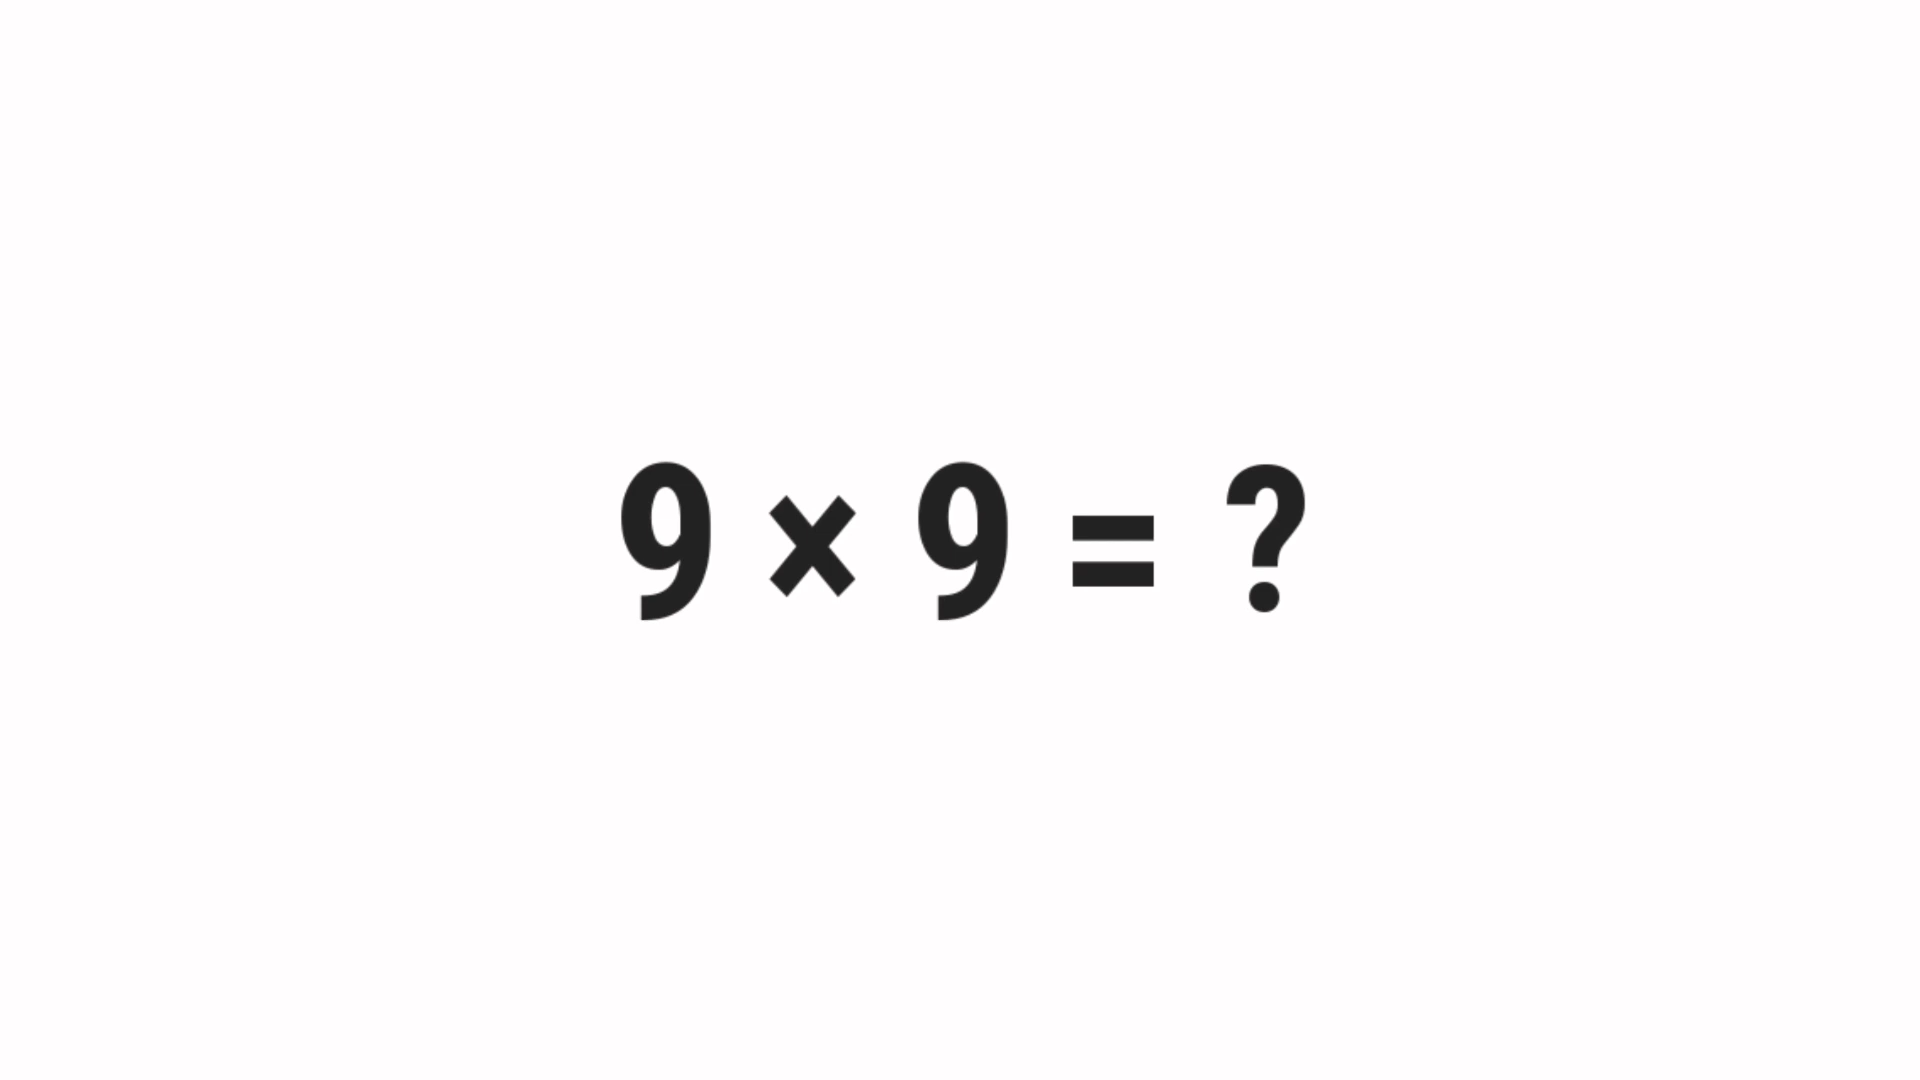 9 × 9 = ?